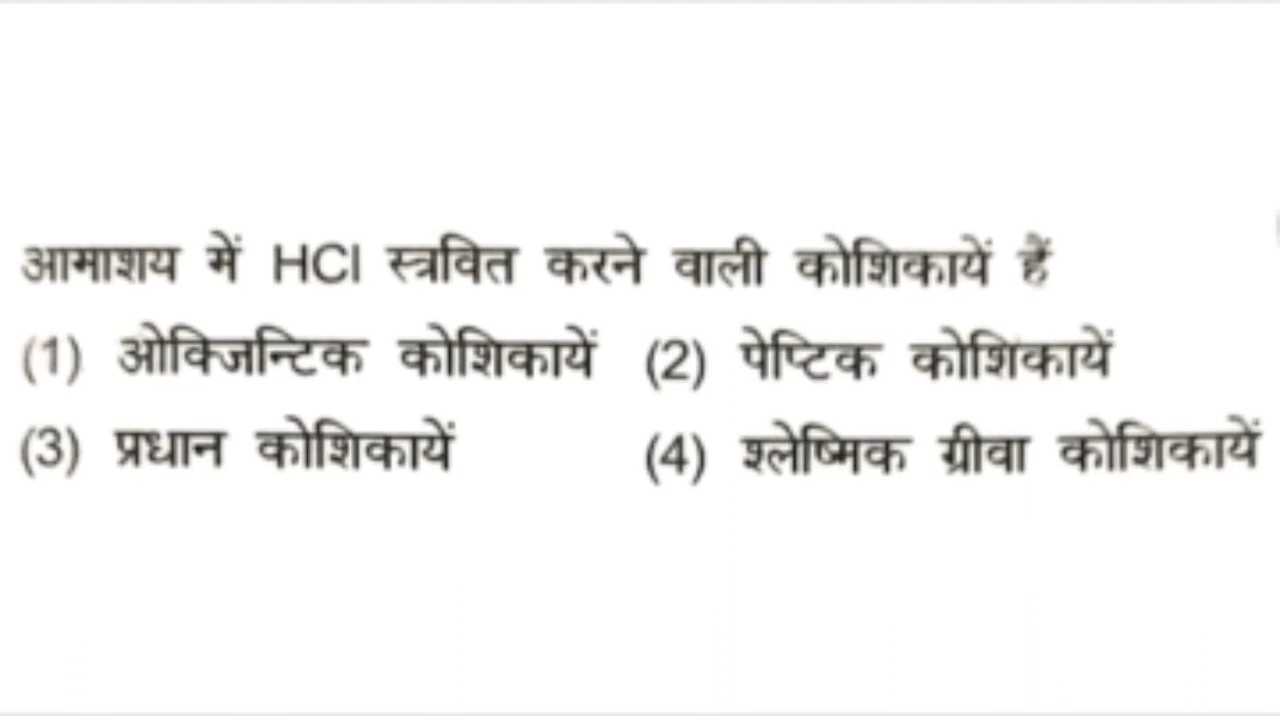 आमाशय में HCl स्त्रवित करने वाली कोशिकायें हैं
(1) ओक्जिन्टिक कोशिकायें (2) पेप्टिक कोशिकायें
(3) प्रधान कोशिकायें (4) श्लेष्मिक ग्रीवा कोशिकायें